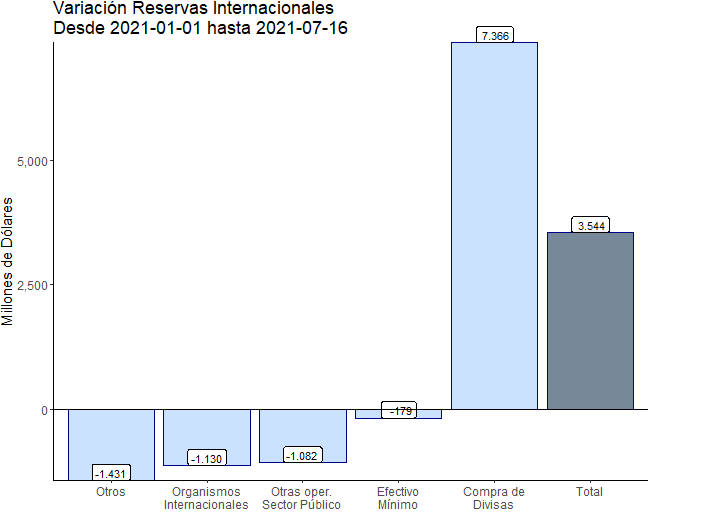 Variación Reservas Internacionales
Desde 2021-01-01 hasta 2021-07-16
Millones de Dólares
5,000
2,500
0
7.366
3.544
-179
-1.082
-1.130
-1.431
Otros
Organismos
Internacionales
Otras oper.
Sector Público
Efectivo
Mínimo
Compra de
Divisas
Total